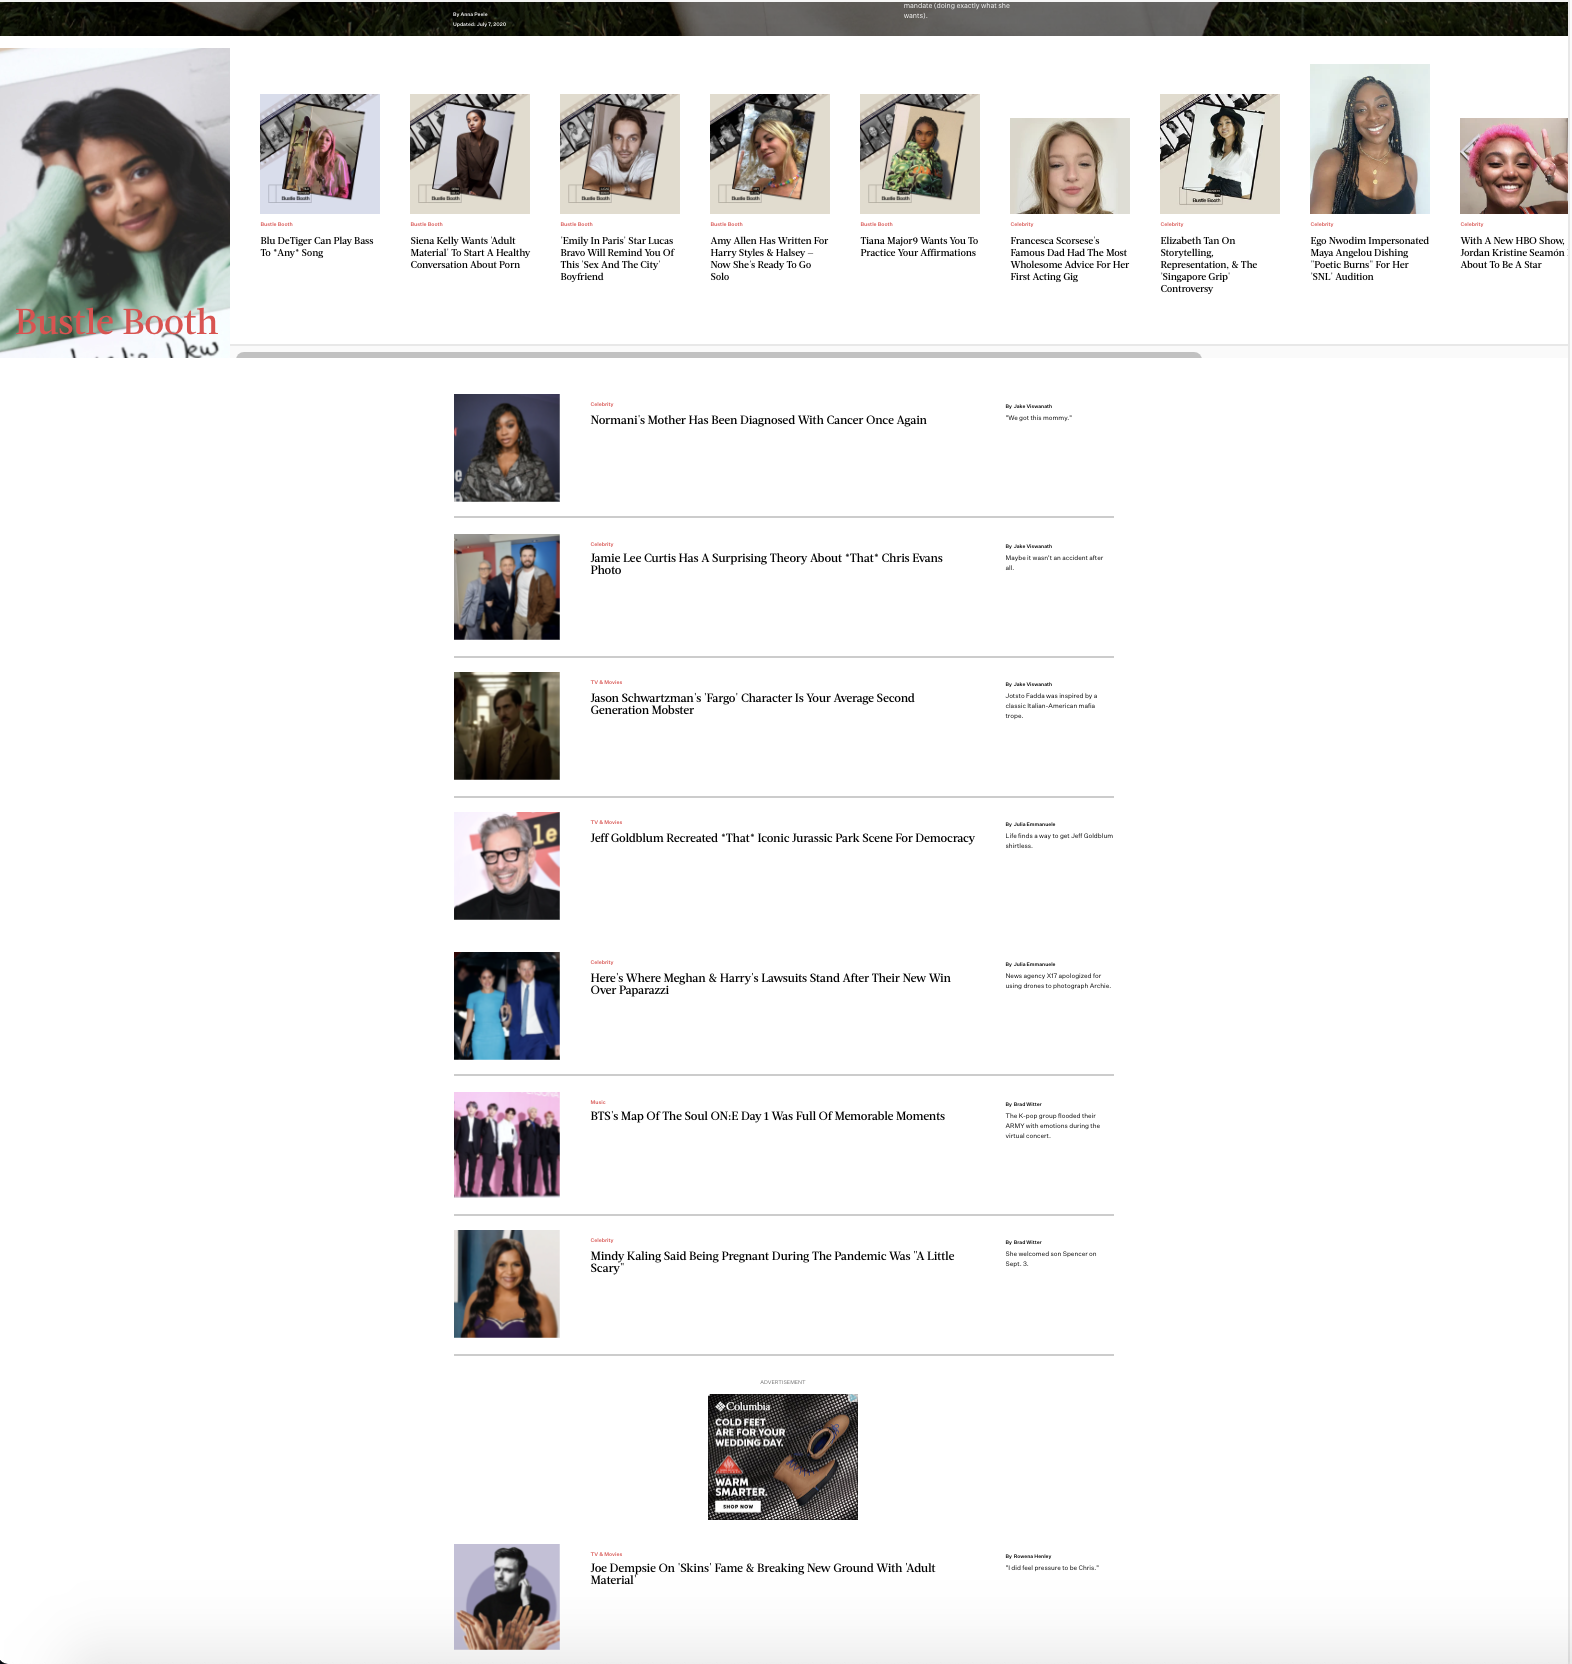 By Anna Peele
Updated: July 7, 2020
mandate (doing exactly what she
wants).
Bustle Booth
Bustle Booth
Blu DeTiger Can Play Bass
To *Any* Song
Bustle Booth
Siena Kelly Wants 'Adult
Material' To Start A Healthy
Conversation About Porn
Bustle Booth
'Emily In Paris' Star Lucas
Bravo Will Remind You Of
This 'Sex And The City'
Boyfriend
Bustle Booth
Amy Allen Has Written For
Harry Styles & Halsey —
Now She's Ready To Go
Solo
Bustle Booth
Tiana Major9 Wants You To
Practice Your Affirmations
Celebrity
Francesca Scorsese's
Famous Dad Had The Most
Wholesome Advice For Her
First Acting Gig
Celebrity
Elizabeth Tan On
Storytelling,
Representation, & The
'Singapore Grip'
Controversy
Celebrity
Ego Nwodim Impersonated
Maya Angelou Dishing
"Poetic Burns" For Her
'SNL' Audition
Celebrity
With A New HBO Show,
Jordan Kristine Seamón
About To Be A Star
Bustle Booth
Bustle Booth
Bustle Booth
Bustle Booth
Bustle Booth
Bustle Booth
Celebrity
Normani's Mother Has Been Diagnosed With Cancer Once Again
By Jake Viswanath
"We got this mommy."
Celebrity
Jamie Lee Curtis Has A Surprising Theory About *That* Chris Evans
Photo
By Jake Viswanath
Maybe it wasn't an accident after
all.
TV & Movies
Jason Schwartzman's 'Fargo' Character Is Your Average Second
Generation Mobster
By Jake Viswanath
Jotsto Fadda was inspired by a
classic Italian-American mafia
trope.
TV & Movies
Jeff Goldblum Recreated *That* Iconic Jurassic Park Scene For Democracy
By Julia Emmanuele
Life finds a way to get Jeff Goldblum
shirtless.
le
Celebrity
Here's Where Meghan & Harry's Lawsuits Stand After Their New Win
Over Paparazzi
By Julia Emmanuele
News agency X17 apologized for
using drones to photograph Archie.
Music
BTS's Map Of The Soul ON:E Day 1 Was Full Of Memorable Moments
By Brad Witter
The K-pop group flooded their
ARMY with emotions during the
virtual concert.
Celebrity
Mindy Kaling Said Being Pregnant During The Pandemic Was "A Little
Scary"
By Brad Witter
She welcomed son Spencer on
Sept. 3.
ADVERTISEMENT
Columbia
COLD FEET
ARE FOR YOUR
WEDDING DAY.
WARM
SMARTER.
SHOP NOW
TV & Movies
Joe Dempsie On 'Skins' Fame & Breaking New Ground With 'Adult
Material'
By Rowena Henley
"I did feel pressure to be Chris."